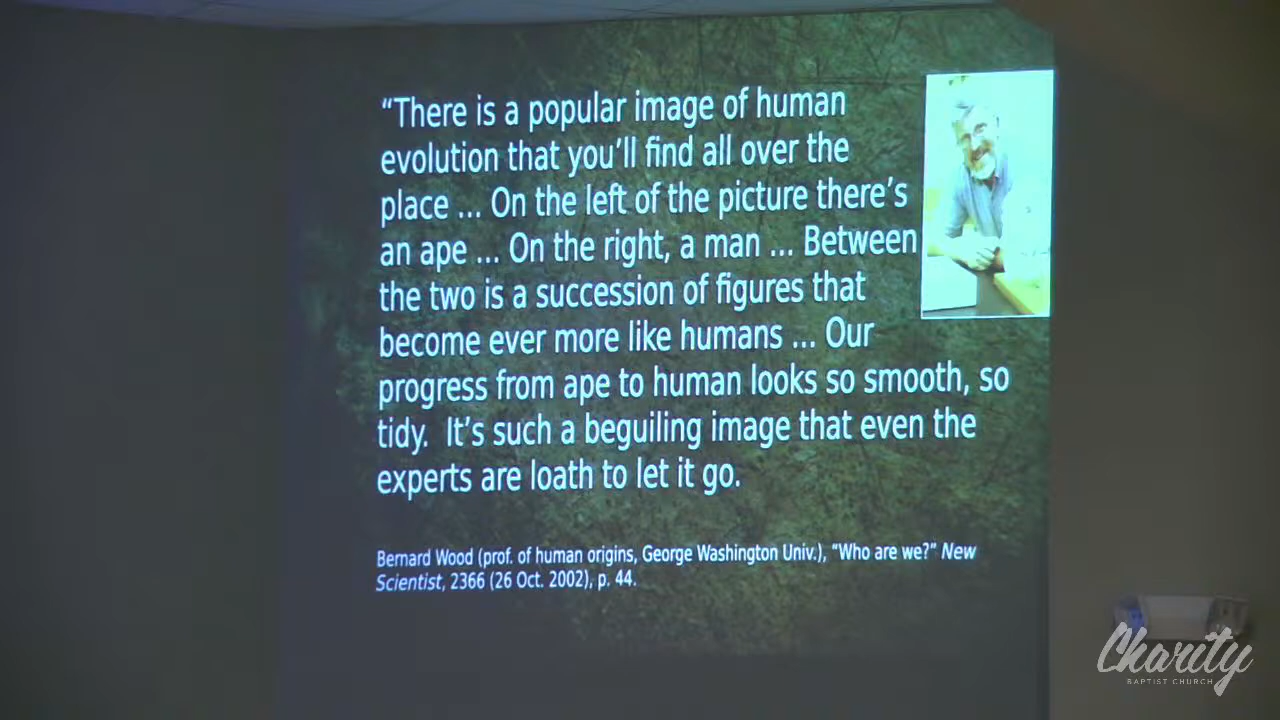 “There is a popular image of human
evolution that you’ll find all over the
place ... On the left of the picture there’s
an ape ... On the right, a man ... Between
the two is a succession of figures that
become ever more like humans ... Our
progress from ape to human looks so smooth, so
tidy.  It’s such a beguiling image that even the
experts are loath to let it go.
Bernard Wood (prof. of human origins, George Washington Univ.), “Who are we?” New
Scientist, 2366 (26 Oct. 2002), p. 44.
Charity
BAPTIST CHURCH